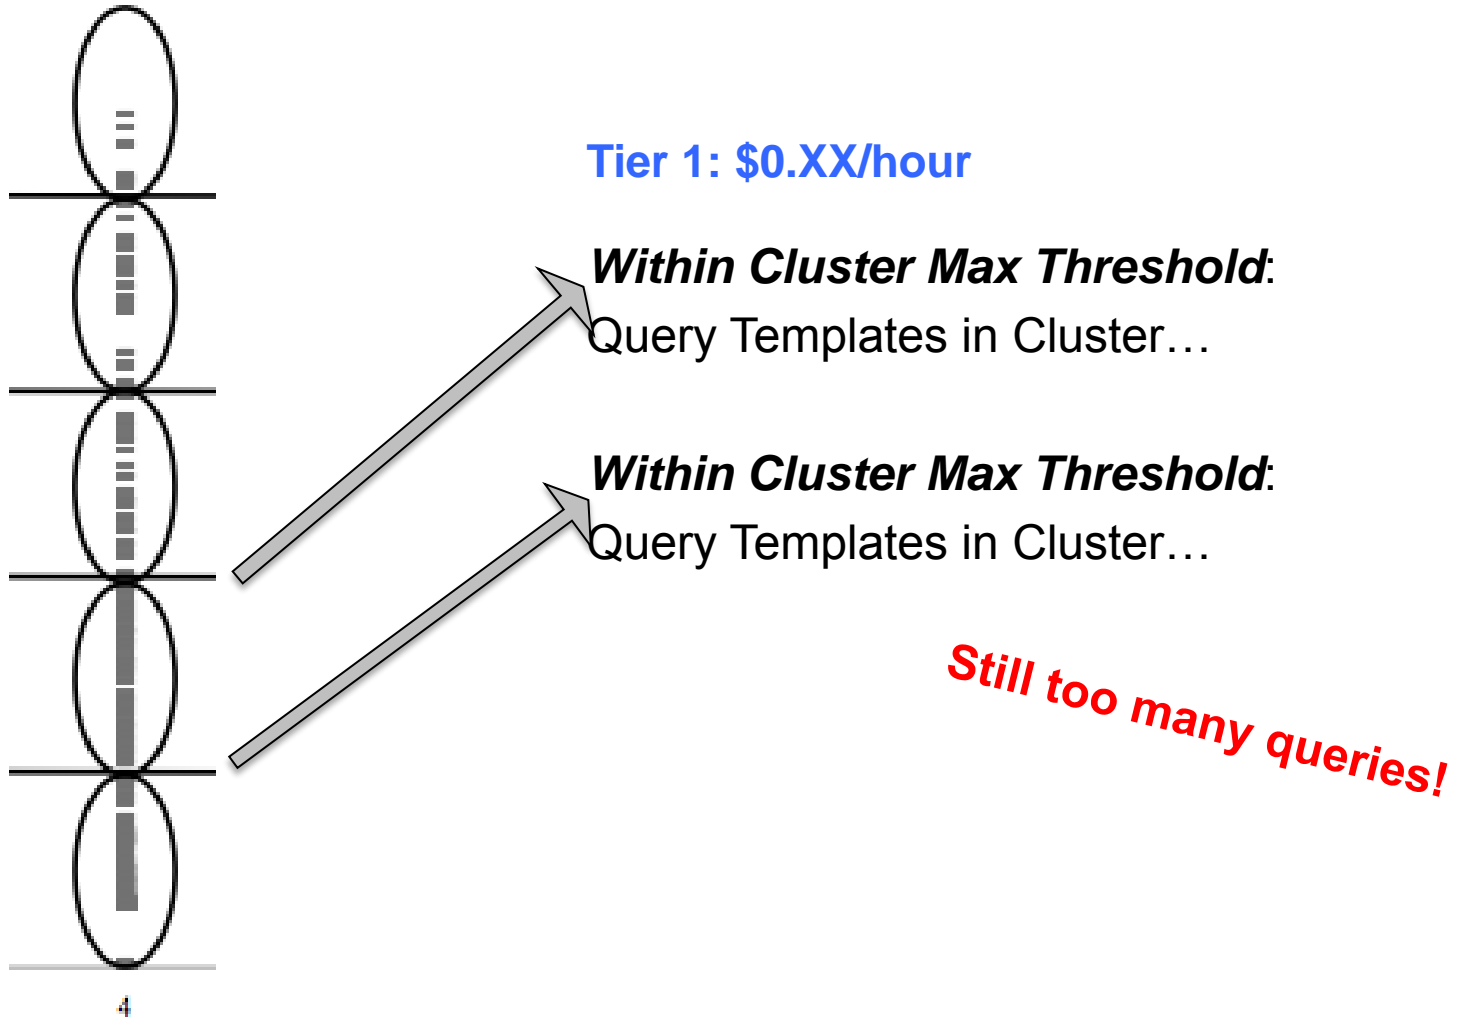 Tier 1: $0.XX/hour
Within Cluster Max Threshold:
Query Templates in Cluster…
Within Cluster Max Threshold:
Query Templates in Cluster…
Still too many queries!
4